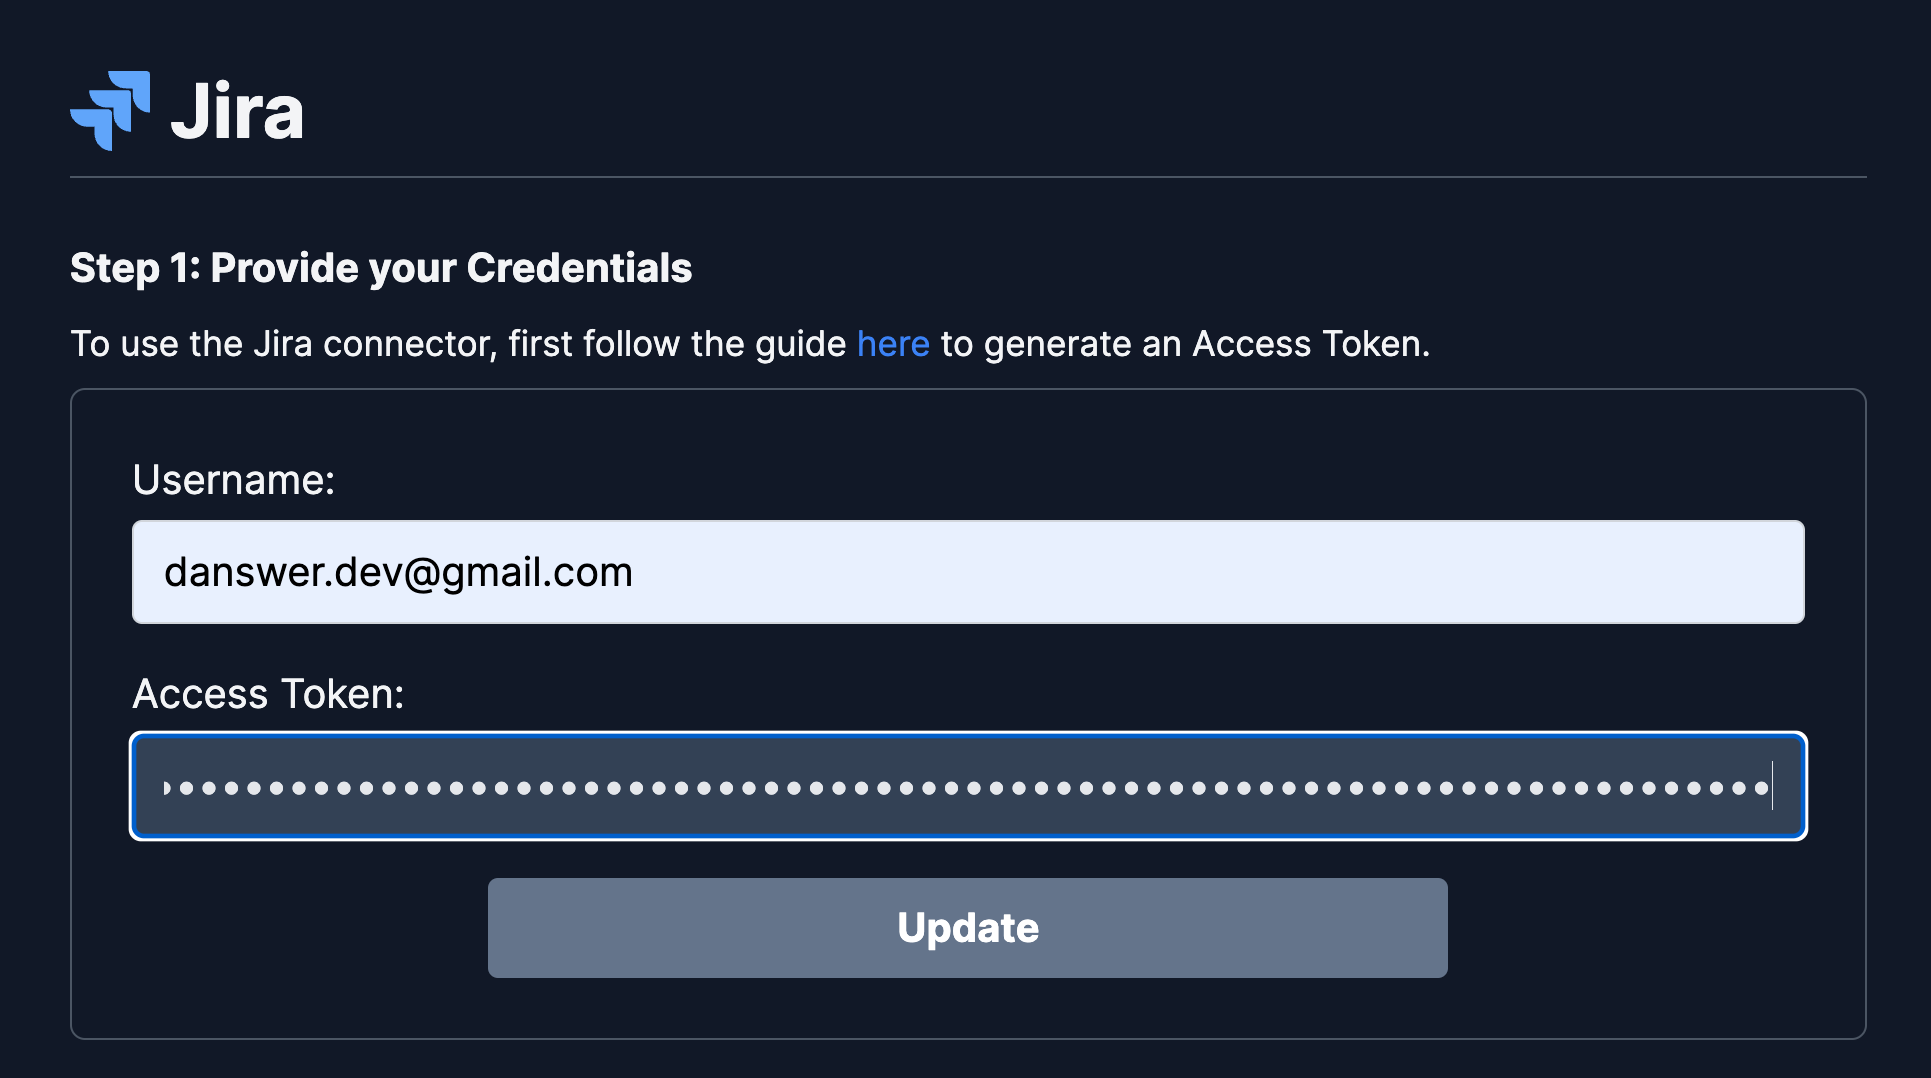 Jira
Step 1: Provide your Credentials
To use the Jira connector, first follow the guide here to generate an Access Token.
Username:
danswer.dev@gmail.com
Access Token:
Update